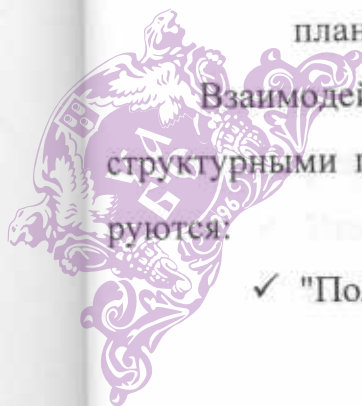 план
Взаимодей
структурными п
руются:
✓ "По